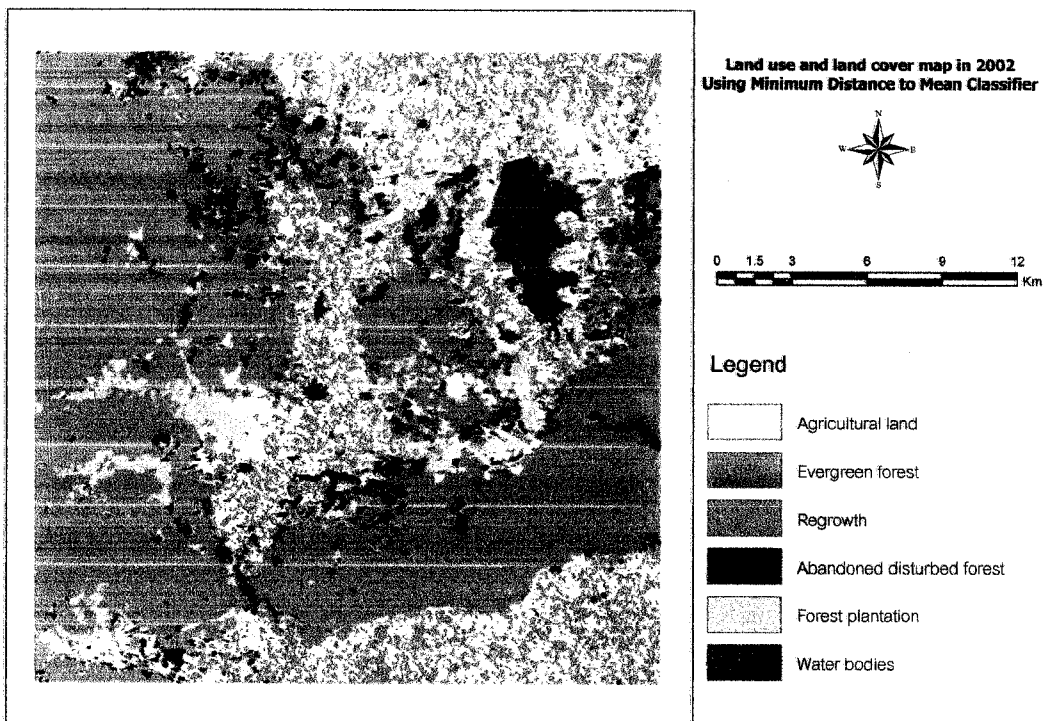 Land use and land cover map in 2002
Using Minimum Distance to Mean Classifier
N
W E
S
0 1.5 3 6 9 12
Km
Legend
Agricultural land
Evergreen forest
Regrowth
Abandoned disturbed forest
Forest plantation
Water bodies